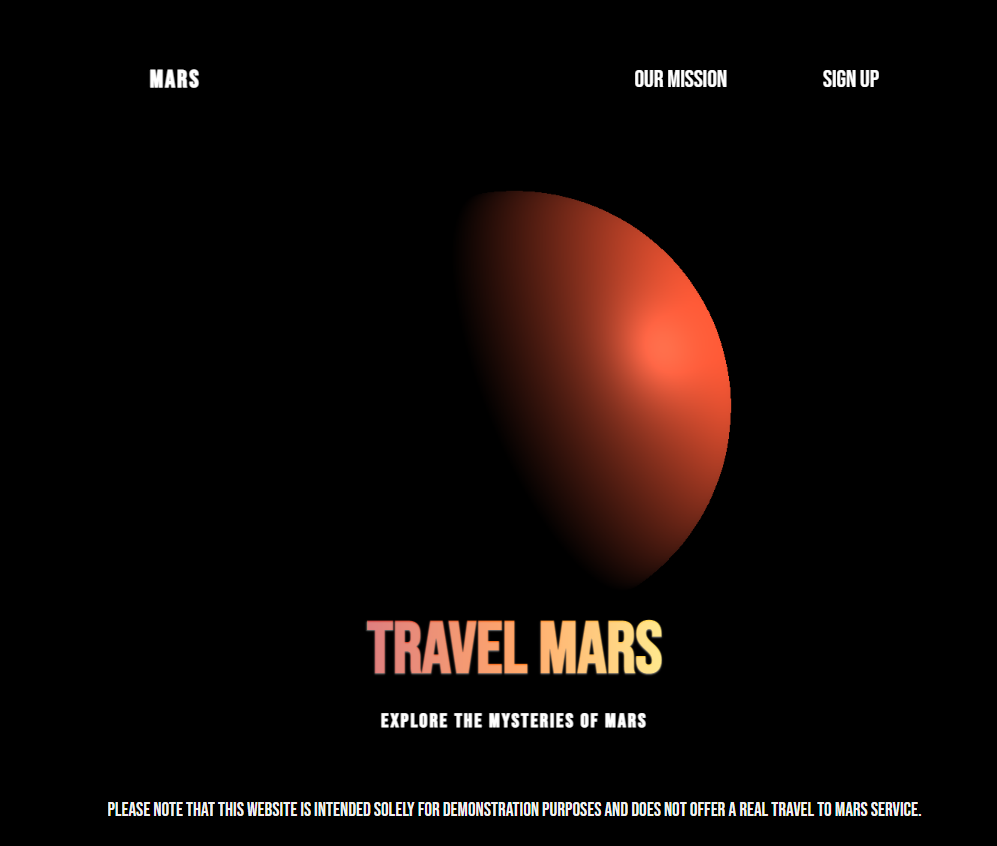 MARS
OUR MISSION
SIGN UP
TRAVEL MARS
EXPLORE THE MYSTERIES OF MARS
PLEASE NOTE THAT THIS WEBSITE IS INTENDED SOLELY FOR DEMONSTRATION PURPOSES AND DOES NOT OFFER A REAL TRAVEL TO MARS SERVICE.